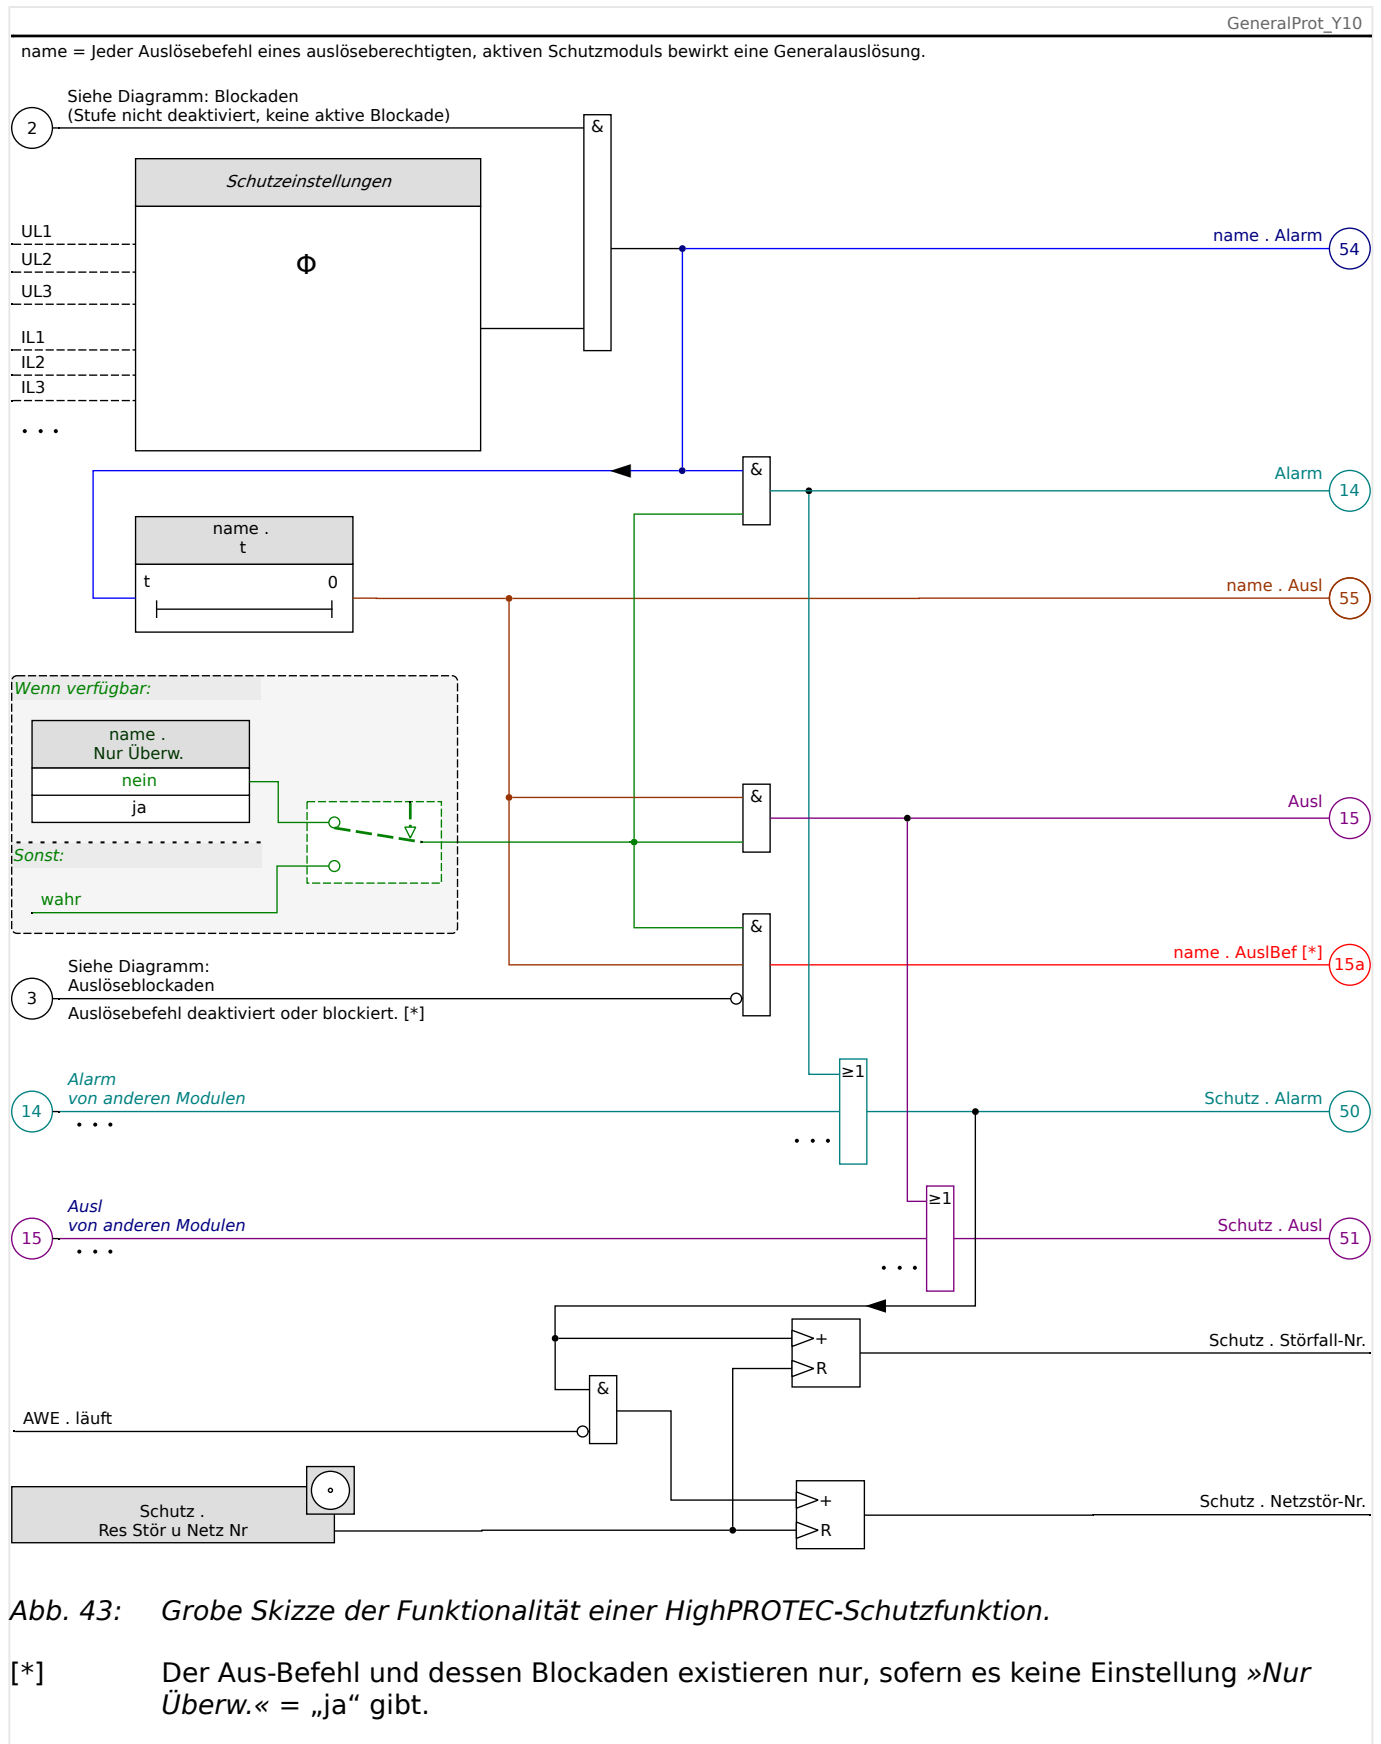 GeneralProt_Y10
name = Jeder Auslösebefehl eines auslöseberechtigten, aktiven Schutzmoduls bewirkt eine Generalauslösung.
Siehe Diagramm: Blockaden
(Stufe nicht deaktiviert, keine aktive Blockade)
2
&
Schutzeinstellungen
Φ
UL1
UL2
UL3
IL1
IL2
IL3
. . .
name . Alarm
54
&
Alarm
14
name .
t
t 0
name . Ausl
55
Wenn verfügbar:
name .
Nur Überw.
nein
ja
Sonst:
wahr
&
Ausl
15
&
name . AuslBef [*]
15a
Siehe Diagramm:
Auslöseblockaden
3
Auslösebefehl deaktiviert oder blockiert. [*]
Alarm
von anderen Modulen
14
. . .
≥1
. . .
Schutz . Alarm
50
Ausl
von anderen Modulen
15
. . .
≥1
. . .
Schutz . Ausl
51
+
R
Schutz . Störfall-Nr.
&
AWE . läuft
Schutz .
Res Stör u Netz Nr
+
R
Schutz . Netzstör-Nr.
Abb. 43: Grobe Skizze der Funktionalität einer HighPROTEC-Schutzfunktion.
[*] Der Aus-Befehl und dessen Blockaden existieren nur, sofern es keine Einstellung »Nur
Überw.« = „ja“ gibt.